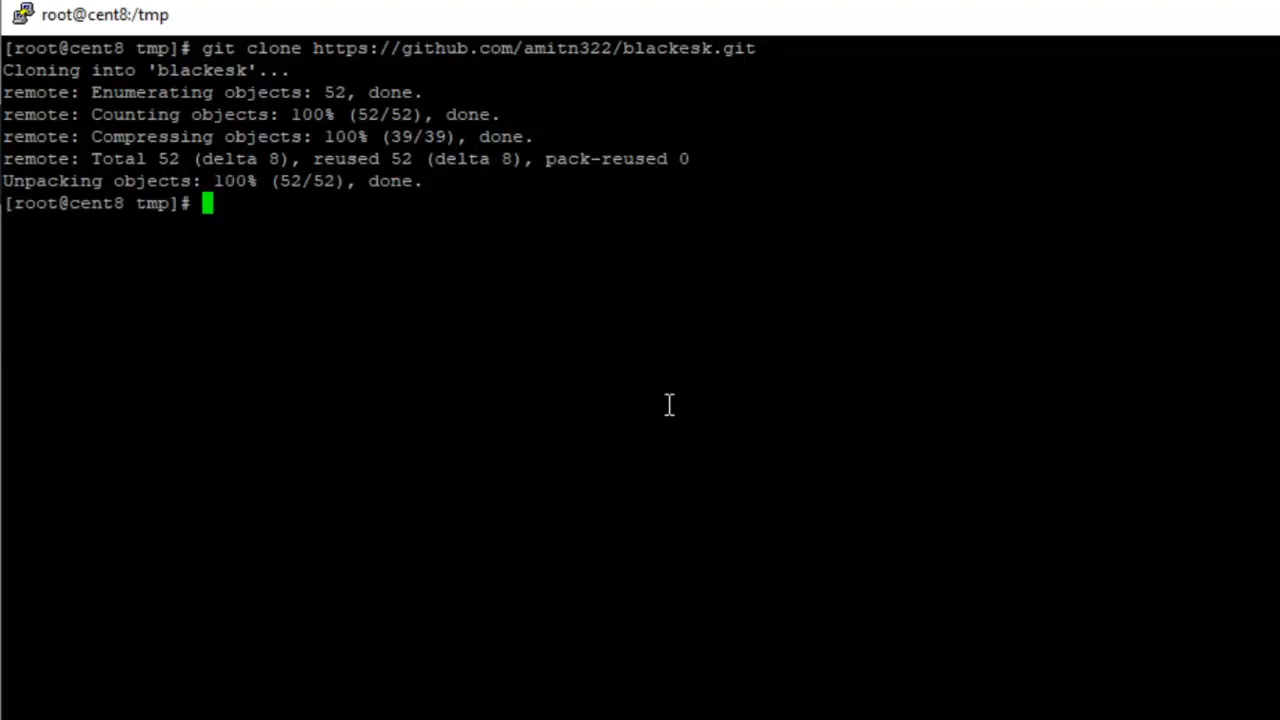 root@cent8:/tmp
[root@cent8 tmp]# git clone https://github.com/amitn322/blackesk.git
Cloning into 'blackesk'...
remote: Enumerating objects: 52, done.
remote: Counting objects: 100% (52/52), done.
remote: Compressing objects: 100% (39/39), done.
remote: Total 52 (delta 8), reused 52 (delta 8), pack-reused 0
Unpacking objects: 100% (52/52), done.
[root@cent8 tmp]#